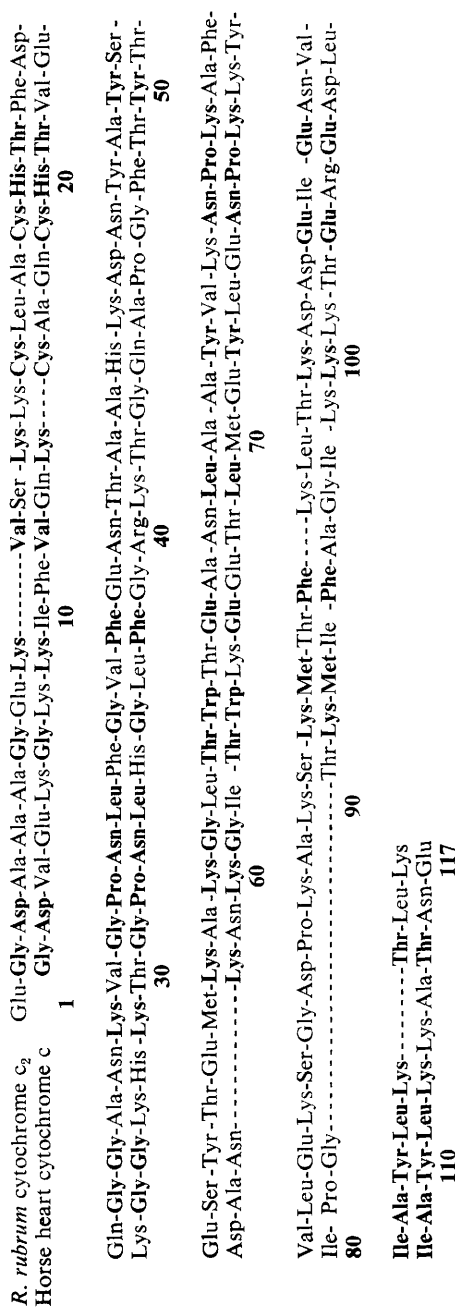 R. rubrum cytochrome c2 Glu-Gly-Asp-Ala-Ala-Ala-Gly-Glu-Lys--------Val-Ser -Lys-Lys-Cys-Leu-Ala-Cys-His-Thr-Phe-Asp-
Horse heart cytochrome c Gly-Asp-Val-Glu-Lys-Gly-Lys-Lys-Ile-Phe-Val-Gln-Lys----Cys-Ala-Gln-Cys-His-Thr-Val-Glu-
1 10 20
Gln-Gly-Gly-Ala-Asn-Lys-Val-Gly-Pro-Asn-Leu-Phe-Gly-Val -Phe-Glu-Asn-Thr-Ala-Ala-His-Lys-Asp-Asn-Tyr-Ala-Tyr-Ser -
Lys-Gly-Gly-Lys-His -Lys-Thr-Gly-Pro-Asn-Leu-His-Gly-Leu-Phe-Gly-Arg-Lys-Thr-Gly-Gln-Ala-Pro -Gly-Phe-Thr-Tyr-Thr-
30 40 50
Glu-Ser-Tyr-Thr-Glu-Met-Lys-Ala -Lys-Gly-Leu-Thr-Trp-Thr-Glu-Ala-Asn-Leu-Ala -Ala-Tyr-Val -Lys -Asn-Pro-Lys-Ala-Phe-
Asp-Ala-Asn------------Lys-Asn-Lys-Gly-Ile -Thr-Trp-Lys-Glu-Glu-Thr-Leu-Met-Glu-Tyr-Leu-Glu-Asn-Pro-Lys-Lys-Tyr-
60 70
Val-Leu-Glu-Lys-Ser-Gly-Asp-Pro-Lys-Ala-Lys-Ser -Lys-Met-Thr-Phe-----Lys-Leu-Thr-Lys-Asp-Asp-Glu-Ile -Glu-Asn-Val-
Ile- Pro-Gly--------------------------------Thr-Lys-Met-Ile -Phe-Ala-Gly-Ile -Lys-Lys-Lys -Thr-Glu-Arg-Glu-Asp-Leu-
80 90 100
Ile-Ala-Tyr-Leu-Lys---------Thr-Leu-Lys
Ile-Ala-Tyr-Leu-Lys-Lys-Ala-Thr-Asn-Glu
110 117